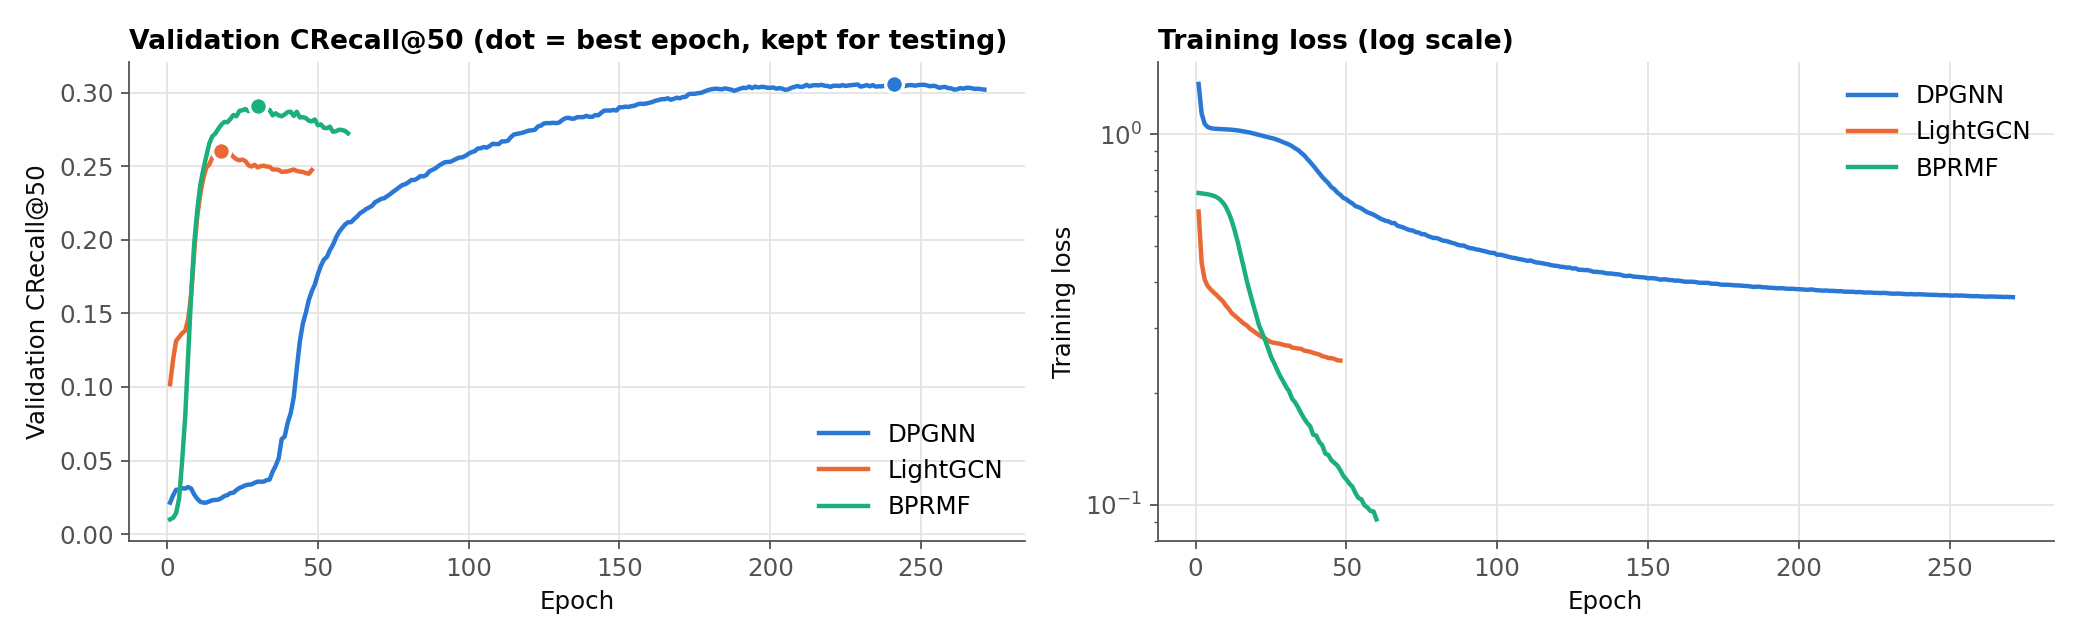 Validation CRecall@50 (dot = best epoch, kept for testing)
Validation CRecall@50
0.30
0.25
0.20
0.15
0.10
0.05
0.00
0 50 100 150 200 250
Epoch
DPGNN
LightGCN
BPRMF
Training loss (log scale)
Training loss
10⁰
10⁻¹
0 50 100 150 200 250
Epoch
DPGNN
LightGCN
BPRMF